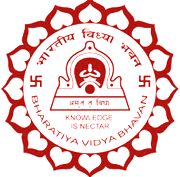 भारतीय विद्या भवन
अमृतं तु विद्या
KNOWLEDGE
IS NECTAR
BHARATIYA VIDYA BHAVAN